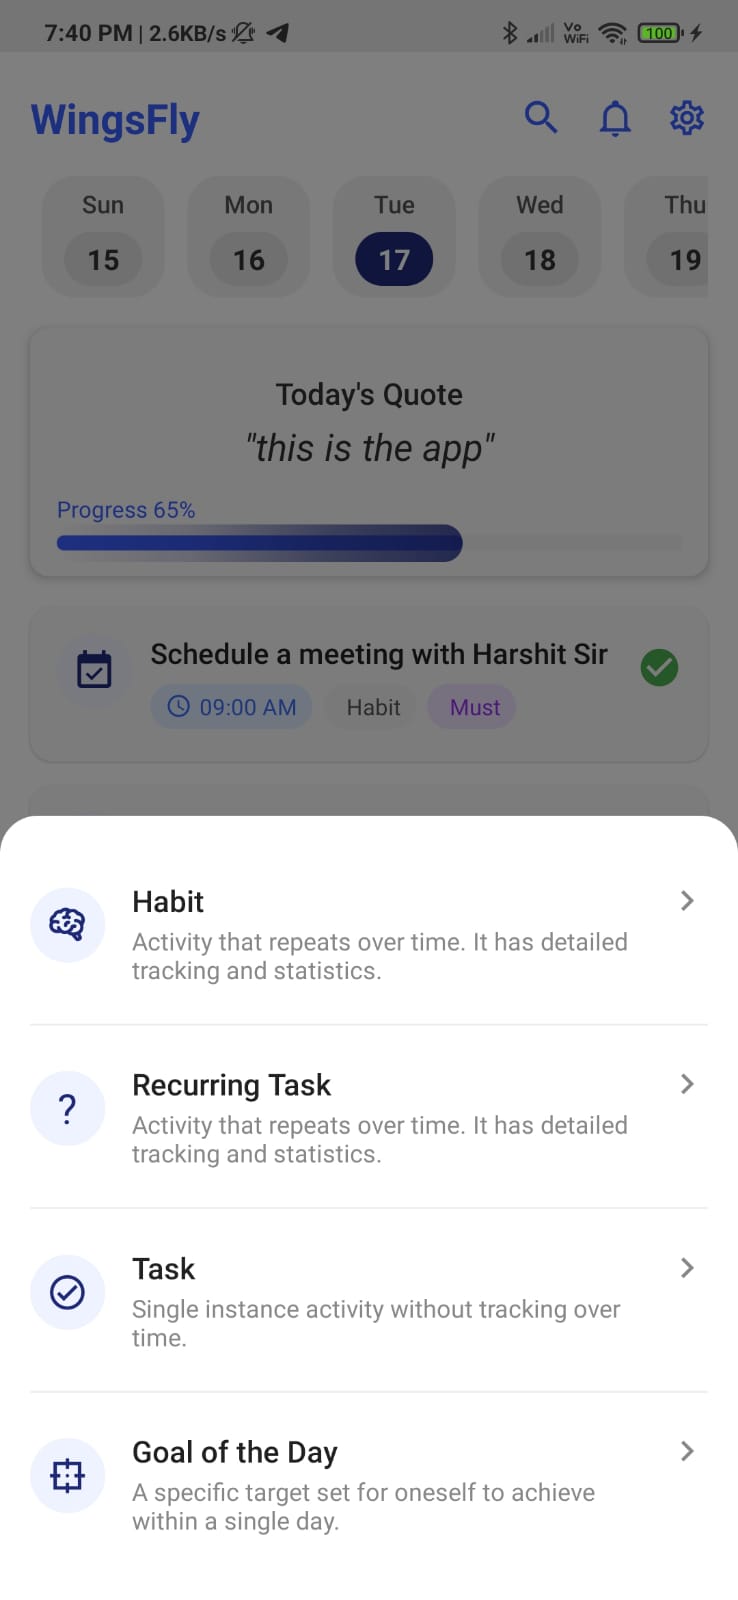 7:40 PM | 2.6KB/s
Vo
WiFi
100
WingsFly
Sun Mon Tue Wed Thu
15 16 17 18 19
Today's Quote
"this is the app"
Progress 65%
Schedule a meeting with Harshit Sir
09:00 AM Habit Must
Habit
Activity that repeats over time. It has detailed
tracking and statistics.
?
Recurring Task
Activity that repeats over time. It has detailed
tracking and statistics.
Task
Single instance activity without tracking over
time.
Goal of the Day
A specific target set for oneself to achieve
within a single day.